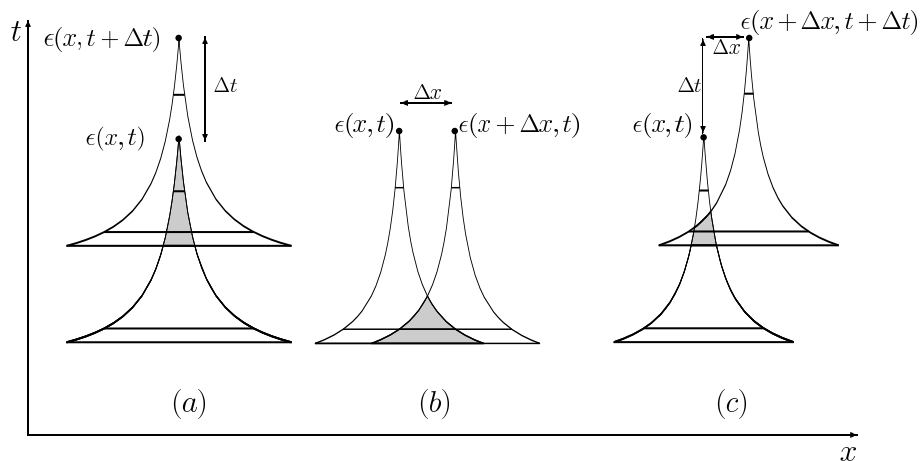 t
ϵ(x, t + Δt)
Δt
ϵ(x, t)
(a)
Δx
ϵ(x, t)
ϵ(x + Δx, t)
(b)
ϵ(x + Δx, t + Δt)
Δx
Δt
ϵ(x, t)
(c)
x